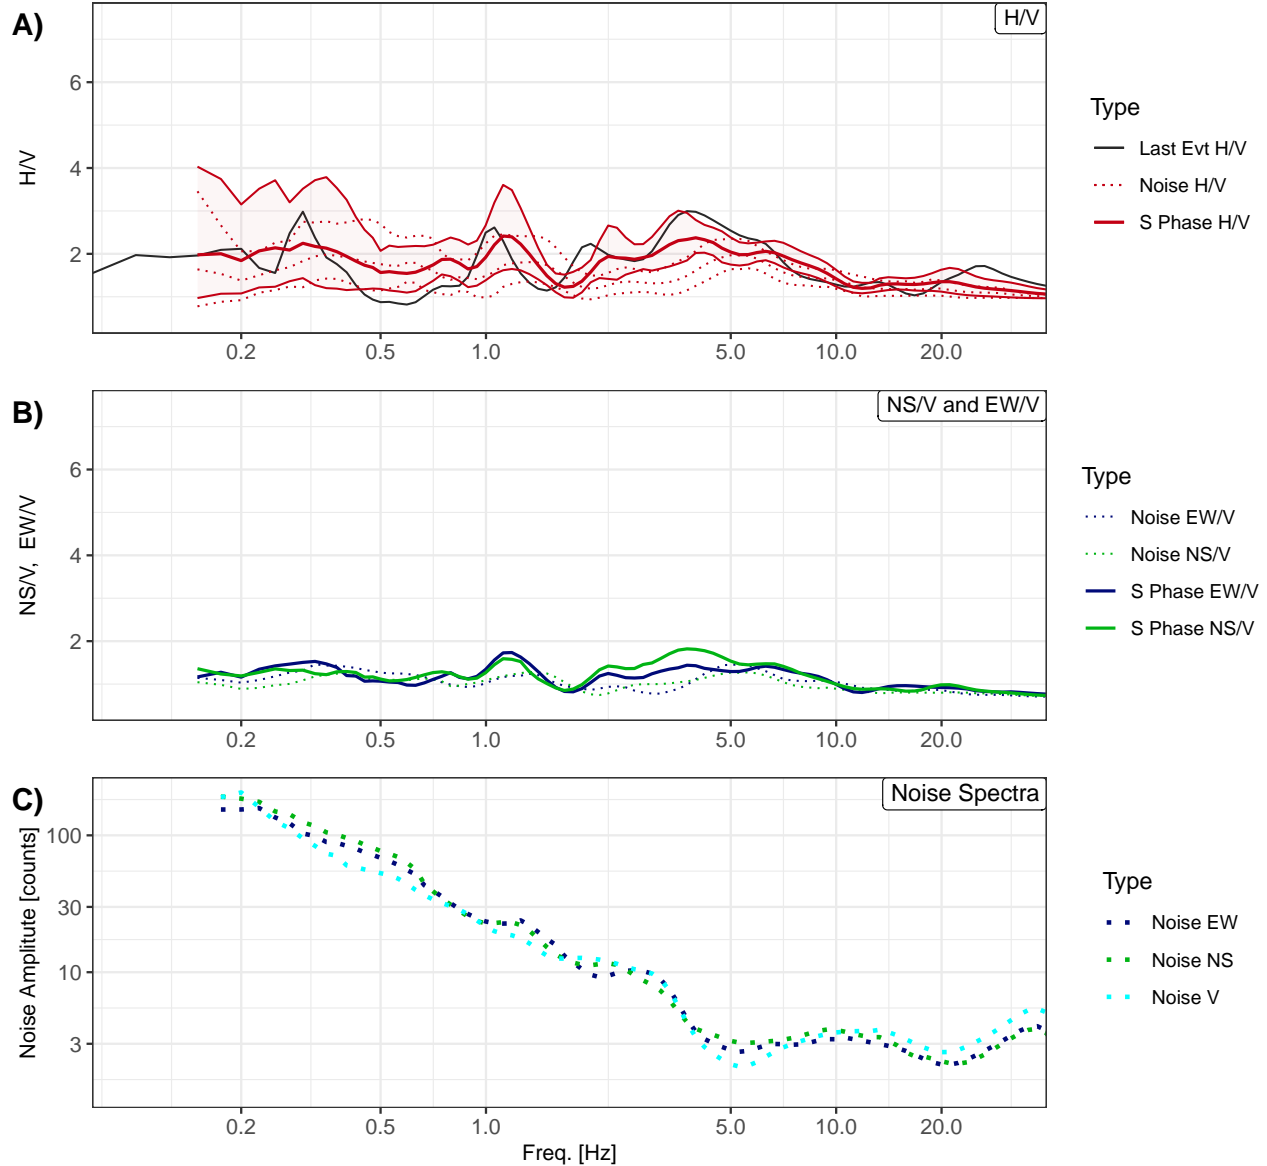 A)
H/V
6
4
2
H/V
0.2 0.5 1.0 5.0 10.0 20.0
Type
Last Evt H/V
Noise H/V
S Phase H/V
B)
NS/V and EW/V
6
4
2
NS/V,  EW/V
0.2 0.5 1.0 5.0 10.0 20.0
Type
Noise EW/V
Noise NS/V
S Phase EW/V
S Phase NS/V
C)
Noise Spectra
100
30
10
3
Noise Amplitute [counts]
0.2 0.5 1.0 5.0 10.0 20.0
Freq. [Hz]
Type
Noise EW
Noise NS
Noise V